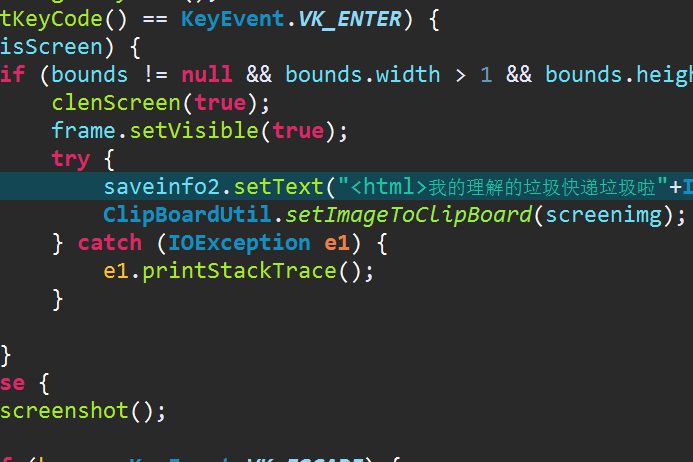 tKeyCode() == KeyEvent.VK_ENTER) {
isScreen) {
if (bounds != null && bounds.width > 1 && bounds.heigh
clenScreen(true);
frame.setVisible(true);
try {
saveinfo2.setText("<html>我的理解的垃圾快递垃圾啦"+I
ClipBoardUtil.setImageToClipBoard(screenimg);
} catch (IOException e1) {
e1.printStackTrace();
}
}
se {
screenshot();